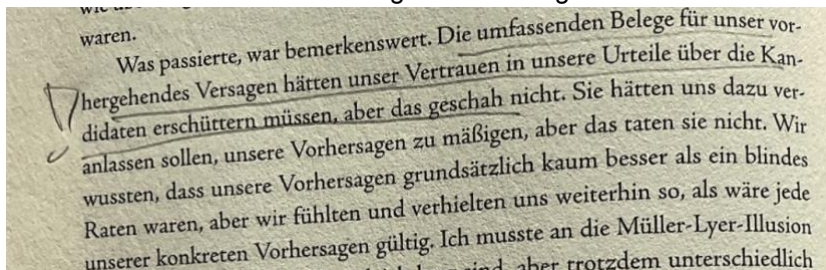 waren.
Was passierte, war bemerkenswert. Die umfassenden Belege für unser vor-
hergehendes Versagen hätten unser Vertrauen in unsere Urteile über die Kan-
didaten erschüttern müssen, aber das geschah nicht. Sie hätten uns dazu ver-
anlassen sollen, unsere Vorhersagen zu mäßigen, aber das taten sie nicht. Wir
wussten, dass unsere Vorhersagen grundsätzlich kaum besser als ein blindes
Raten waren, aber wir fühlten und verhielten uns weiterhin so, als wäre jede
unserer konkreten Vorhersagen gültig. Ich musste an die Müller-Lyer-Illusion
sind, aber trotzdem unterschiedlich